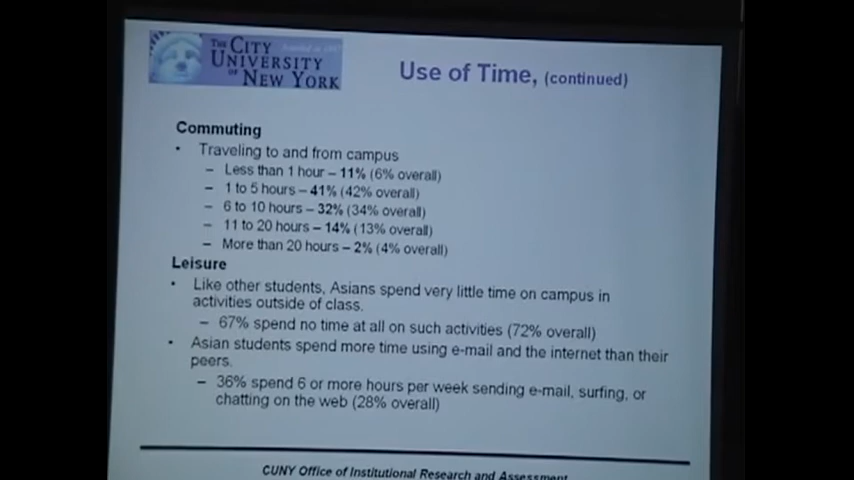 THE CITY
UNIVERSITY
OF NEW YORK
Use of Time, (continued)
Commuting
• Traveling to and from campus
– Less than 1 hour – 11% (6% overall)
– 1 to 5 hours – 41% (42% overall)
– 6 to 10 hours – 32% (34% overall)
– 11 to 20 hours – 14% (13% overall)
– More than 20 hours – 2% (4% overall)
Leisure
• Like other students, Asians spend very little time on campus in
activities outside of class.
– 67% spend no time at all on such activities (72% overall)
• Asian students spend more time using e-mail and the internet than their
peers.
– 36% spend 6 or more hours per week sending e-mail, surfing, or
chatting on the web (28% overall)
CUNY Office of Institutional Research and Assessment